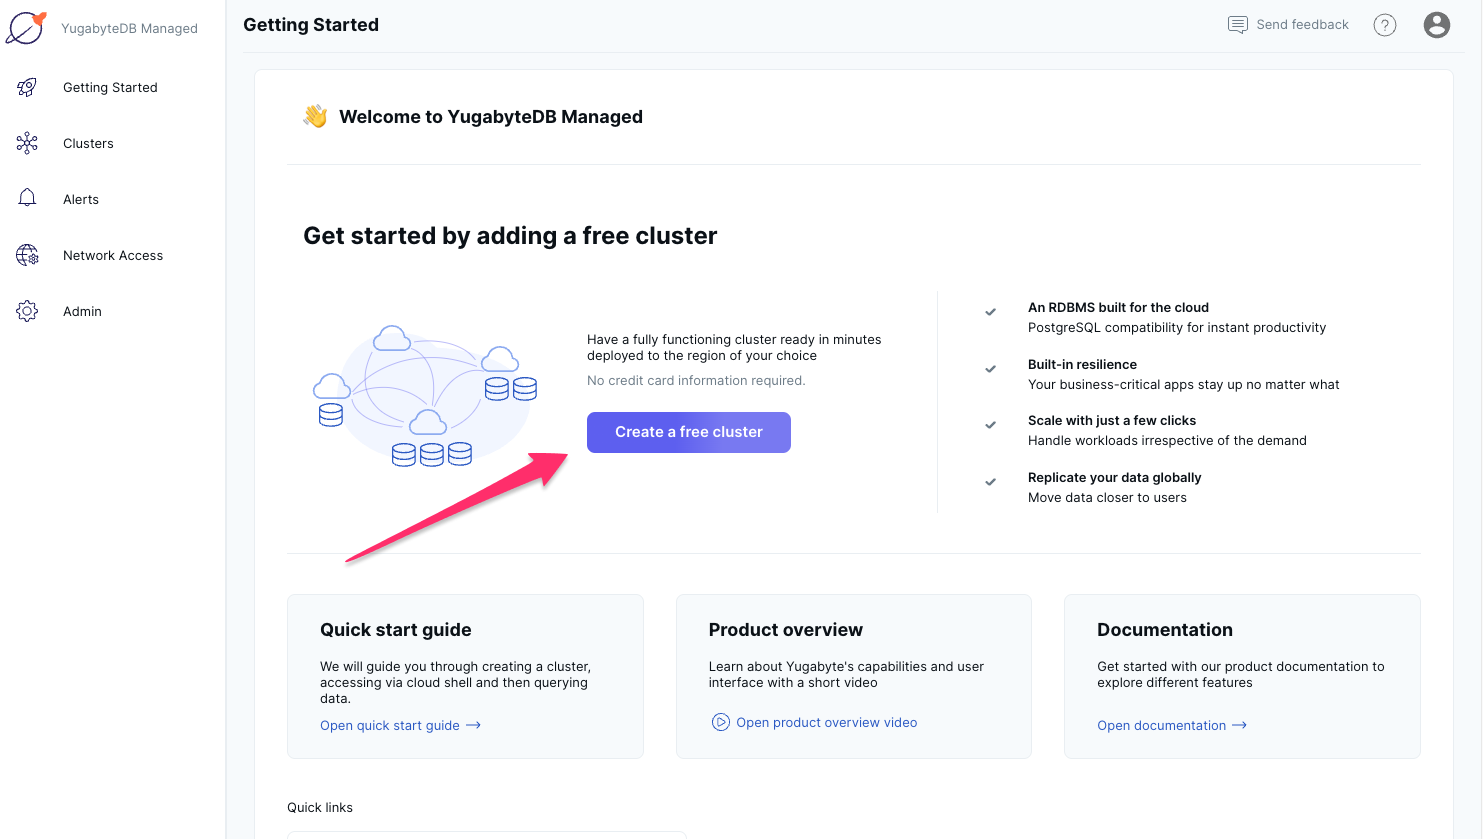 YugabyteDB Managed
Getting Started
Clusters
Alerts
Network Access
Admin
Getting Started
Send feedback
?
👋 Welcome to YugabyteDB Managed
Get started by adding a free cluster
Have a fully functioning cluster ready in minutes
deployed to the region of your choice
No credit card information required.
Create a free cluster
An RDBMS built for the cloud
PostgreSQL compatibility for instant productivity
Built-in resilience
Your business-critical apps stay up no matter what
Scale with just a few clicks
Handle workloads irrespective of the demand
Replicate your data globally
Move data closer to users
Quick start guide
We will guide you through creating a cluster,
accessing via cloud shell and then querying
data.
Open quick start guide →
Product overview
Learn about Yugabyte's capabilities and user
interface with a short video
Open product overview video
Documentation
Get started with our product documentation to
explore different features
Open documentation →
Quick links